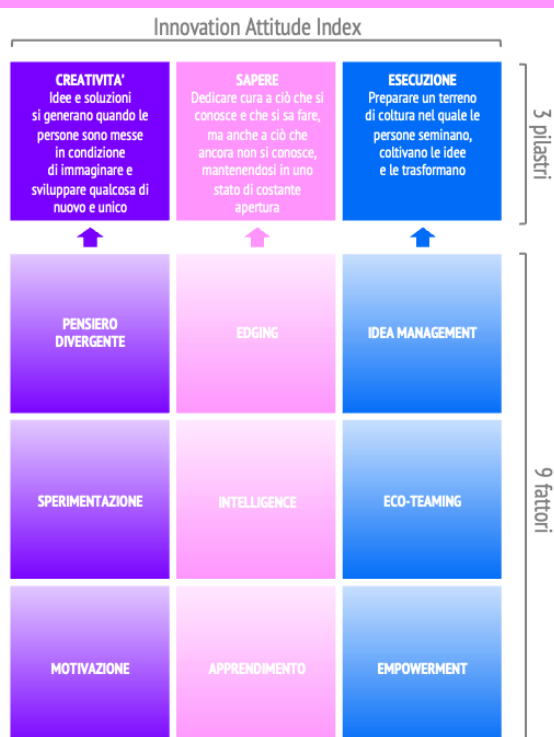 Innovation Attitude Index
CREATIVITA’
Idee e soluzioni
si generano quando le
persone sono messe
in condizione
di immaginare e
sviluppare qualcosa di
nuovo e unico
SAPERE
Dedicare cura a ciò che si
conosce e che si sa fare,
ma anche a ciò che
ancora non si conosce,
mantenendosi in uno
stato di costante
apertura
ESECUZIONE
Preparare un terreno
di coltura nel quale le
persone seminano,
coltivano le idee
e le trasformano
3 pilastri
PENSIERO
DIVERGENTE
EDGING
IDEA MANAGEMENT
SPERIMENTAZIONE
INTELLIGENCE
ECO-TEAMING
MOTIVAZIONE
APPRENDIMENTO
EMPOWERMENT
9 fattori